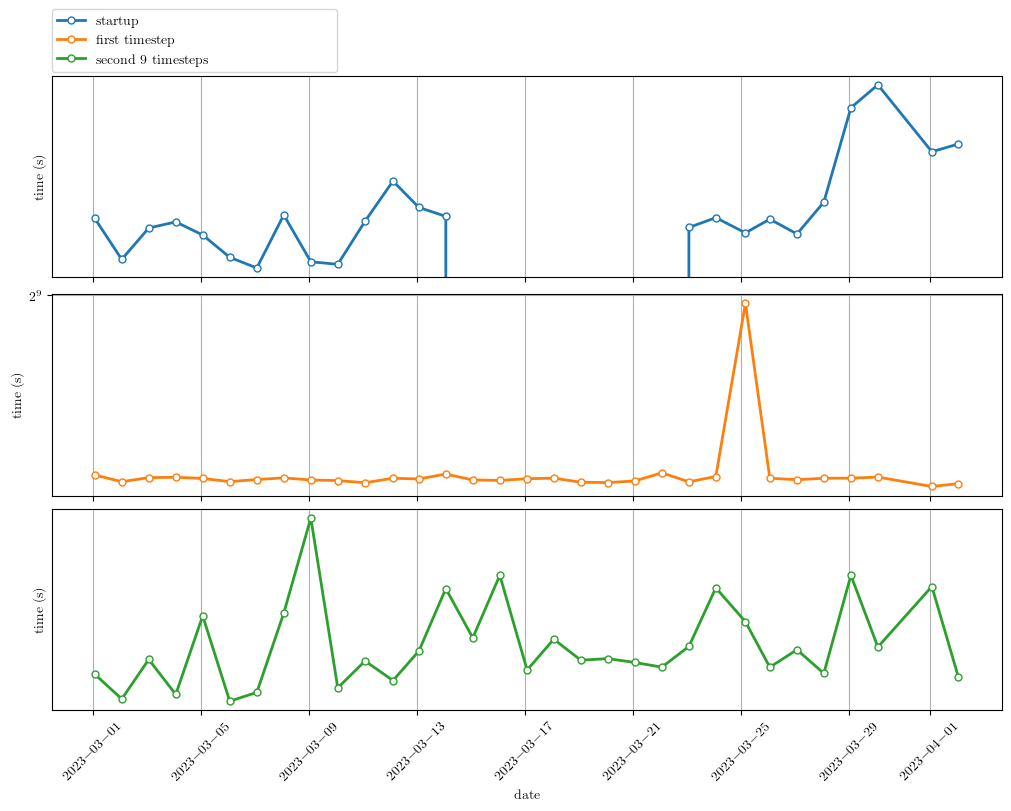 startup
first timestep
second 9 timesteps
time (s)
2^9
time (s)
time (s)
2023−03−01
2023−03−05
2023−03−09
2023−03−13
2023−03−17
2023−03−21
2023−03−25
2023−03−29
2023−04−01
date